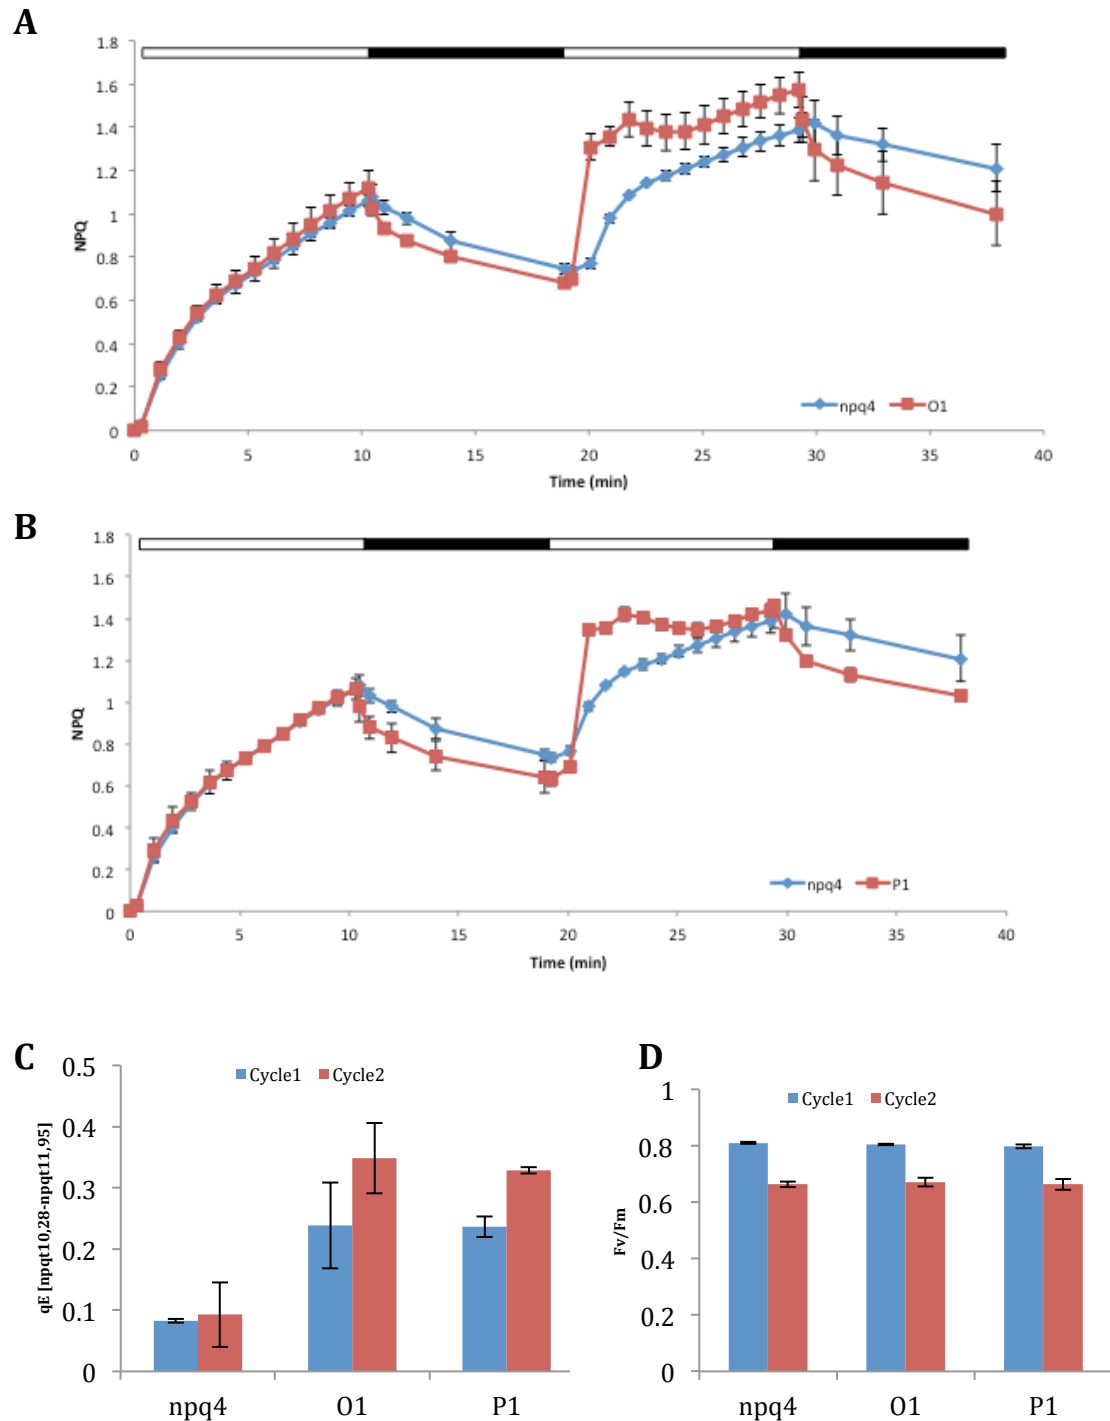 A
1.8
1.6
1.4
1.2
1
0.8
0.6
0.4
0.2
0
NPQ
npq4 O1
0 5 10 15 20 25 30 35 40
Time (min)
B
1.8
1.6
1.4
1.2
1
0.8
0.6
0.4
0.2
0
NPQ
npq4 P1
0 5 10 15 20 25 30 35 40
Time (min)
C
0.5
0.4
0.3
0.2
0.1
0
qE [npqt10,28-npqt11,95]
Cycle1 Cycle2
npq4 O1 P1
D
1
0.8
0.6
0.4
0.2
0
Fv/Fm
Cycle1 Cycle2
npq4 O1 P1